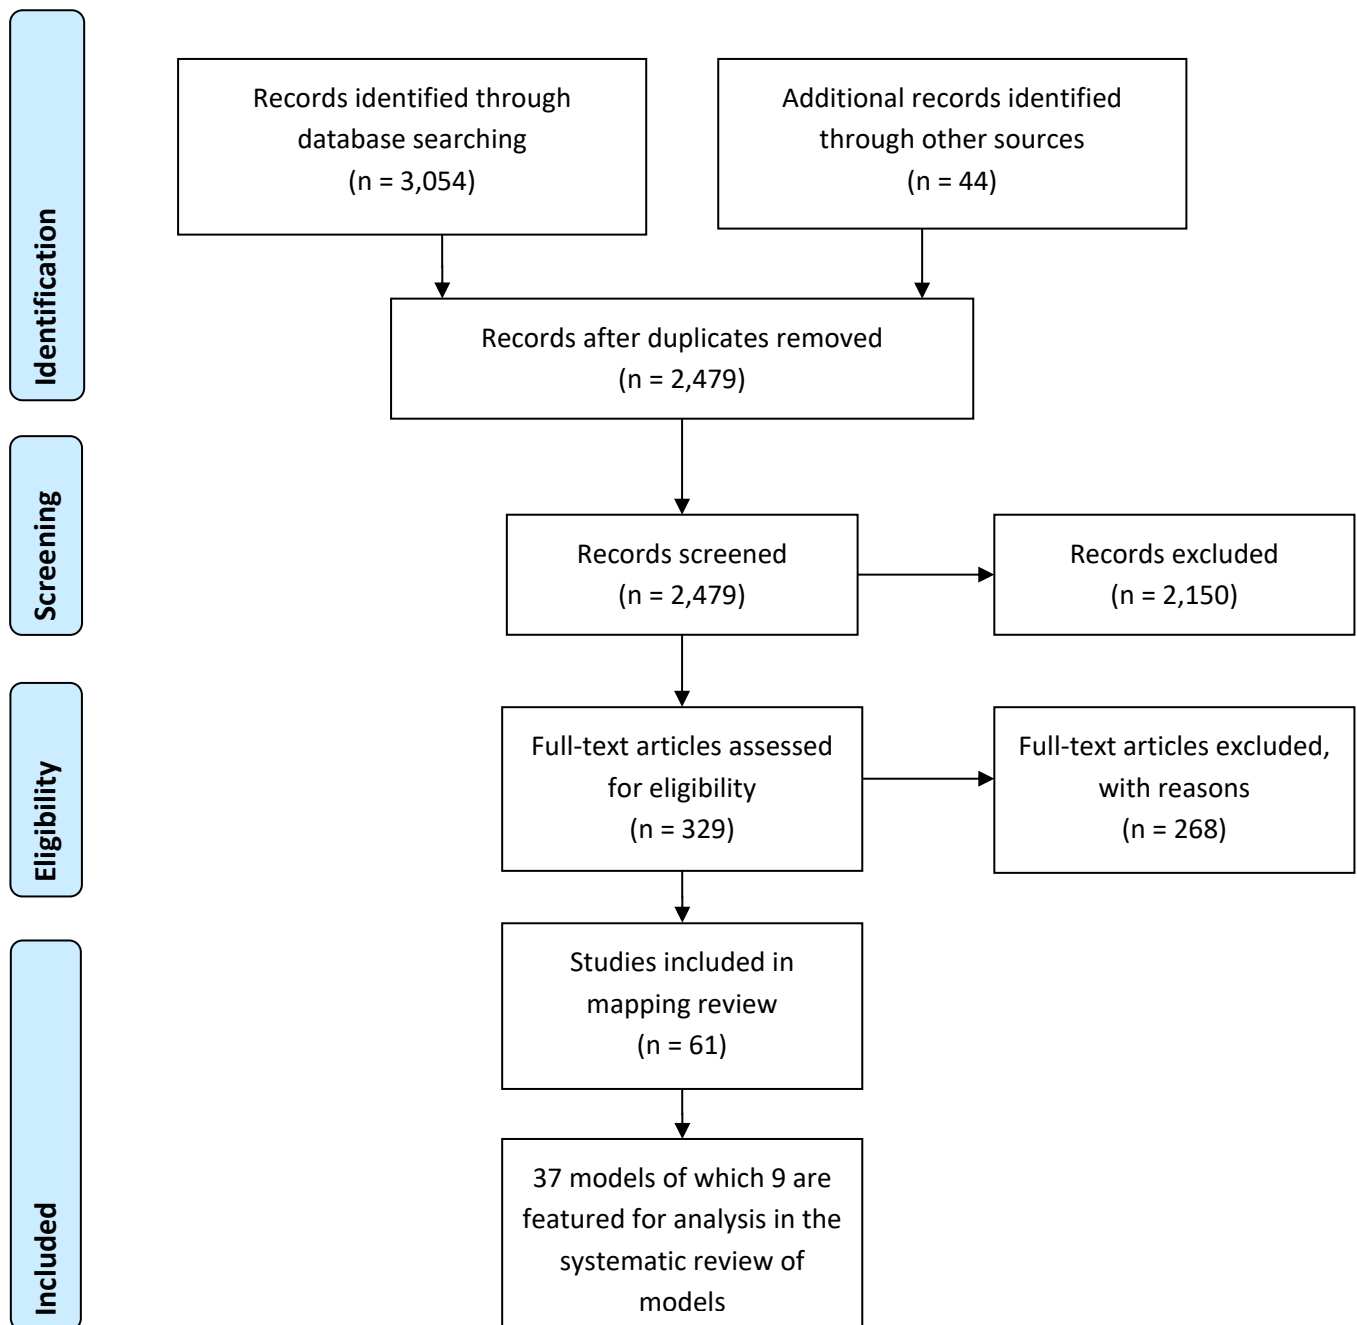 Identification
Records identified through
database searching
(n = 3,054)
Additional records identified
through other sources
(n = 44)
Records after duplicates removed
(n = 2,479)
Screening
Records screened
(n = 2,479)
Records excluded
(n = 2,150)
Eligibility
Full-text articles assessed
for eligibility
(n = 329)
Full-text articles excluded,
with reasons
(n = 268)
Included
Studies included in
mapping review
(n = 61)
37 models of which 9 are
featured for analysis in the
systematic review of
models